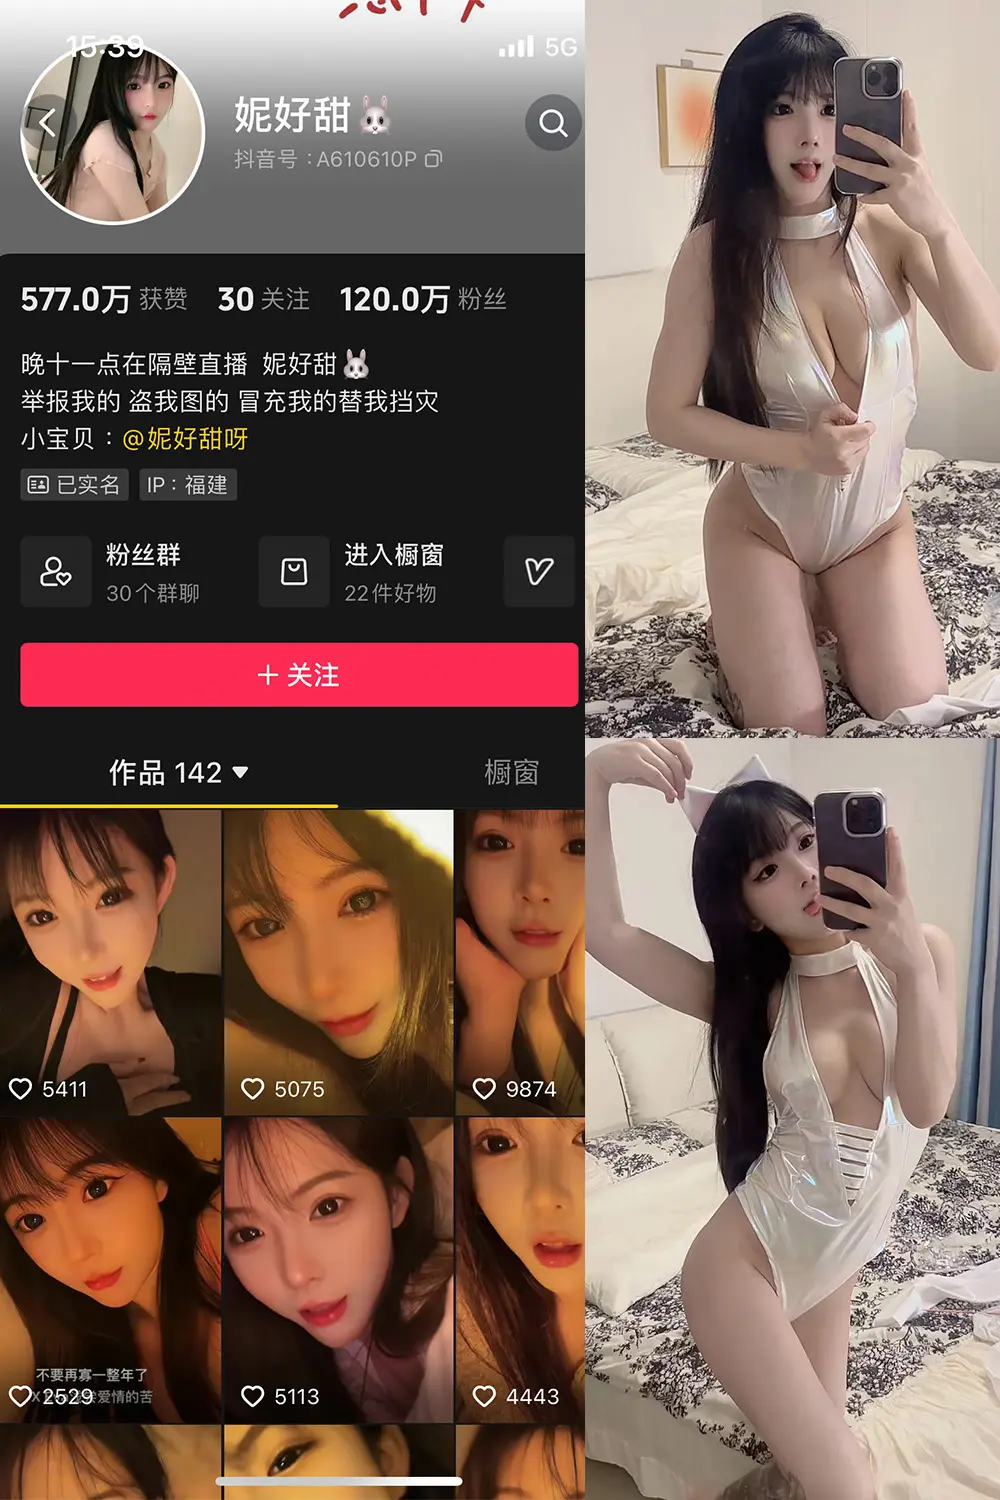 15:39
5G
妮好甜🐰
抖音号：A610610P
577.0万 获赞 30 关注 120.0万 粉丝
晚十一点在隔壁直播 妮好甜🐰
举报我的 盗我图的 冒充我的替我挡灾
小宝贝：@妮好甜呀
已实名 IP：福建
粉丝群
30个群聊
进入橱窗
22件好物
+ 关注
作品 142 ▼
橱窗
5411
5075
9874
不要再寡一整年了
爱情的苦
2529
5113
4443